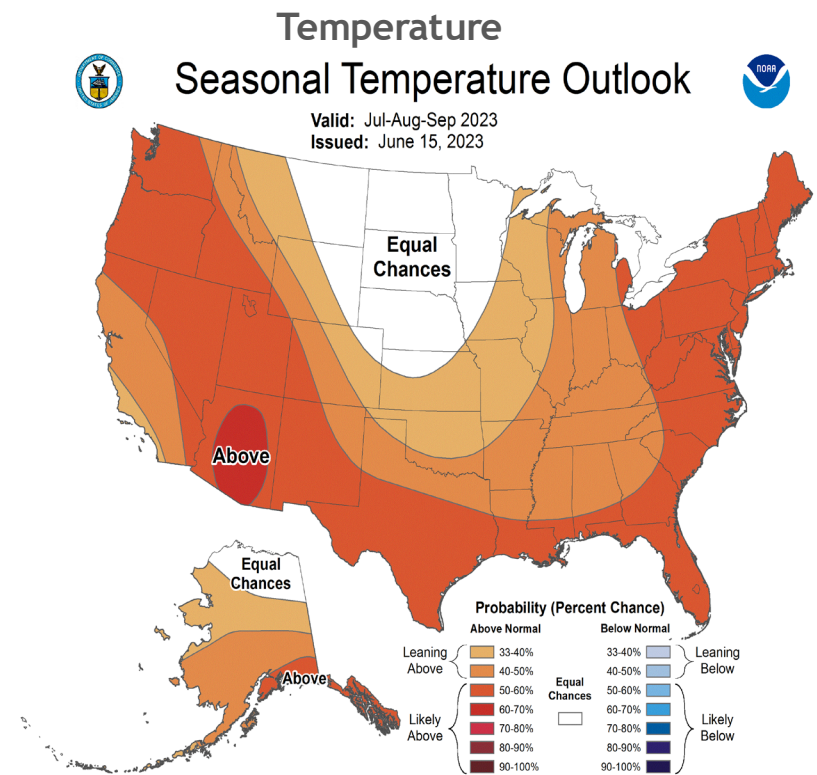 Temperature
Seasonal Temperature Outlook
NOAA
Valid: Jul-Aug-Sep 2023
Issued: June 15, 2023
Equal
Chances
Above
Equal
Chances
Above
Probability (Percent Chance)
Above Normal
Below Normal
Leaning
Above
33-40%
40-50%
50-60%
60-70%
70-80%
80-90%
90-100%
Likely
Above
Equal
Chances
33-40%
40-50%
50-60%
60-70%
70-80%
80-90%
90-100%
Leaning
Below
Likely
Below